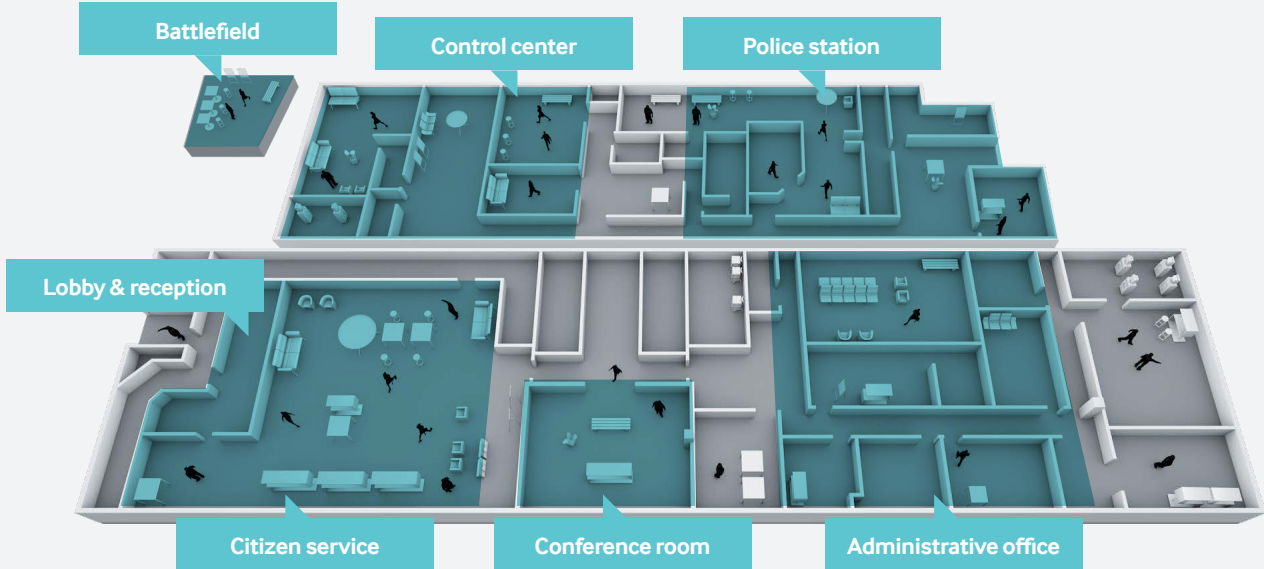 Battlefield
Control center
Police station
Lobby & reception
Citizen service
Conference room
Administrative office